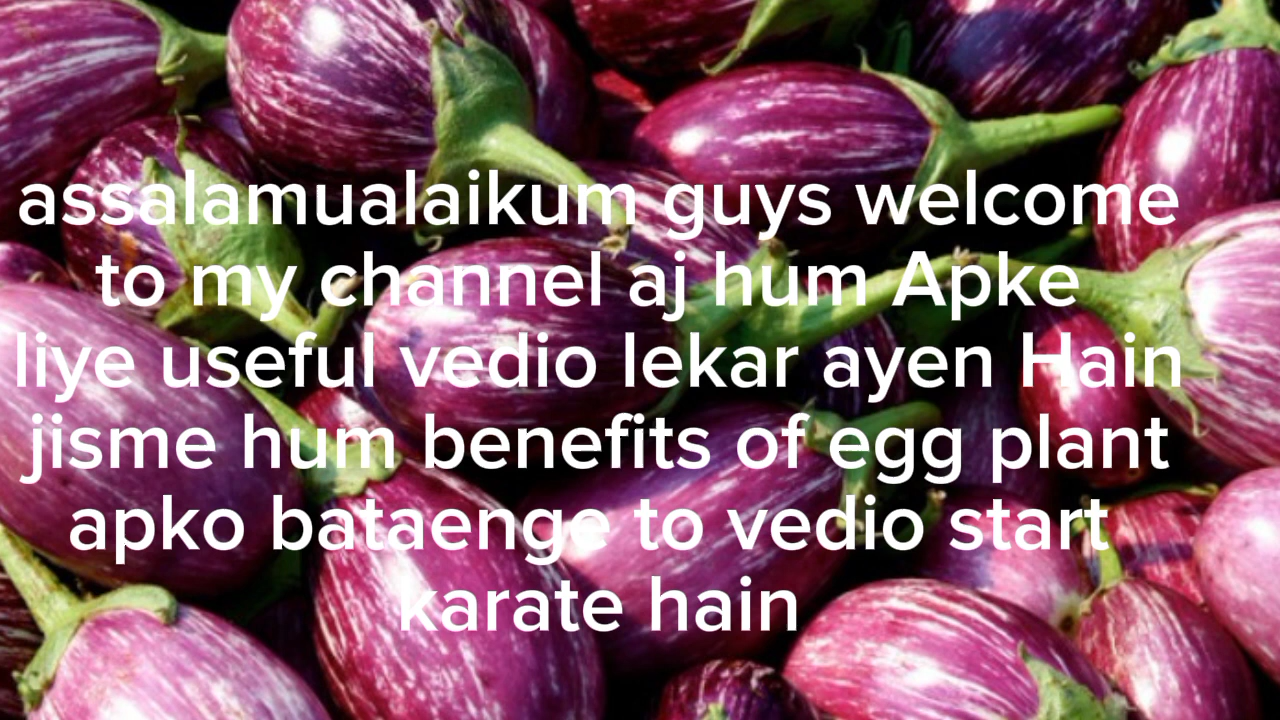 assalamualaikum guys welcome
to my channel aj hum Apke
liye useful vedio lekar ayen Hain
jisme hum benefits of egg plant
apko bataenge to vedio start
karate hain